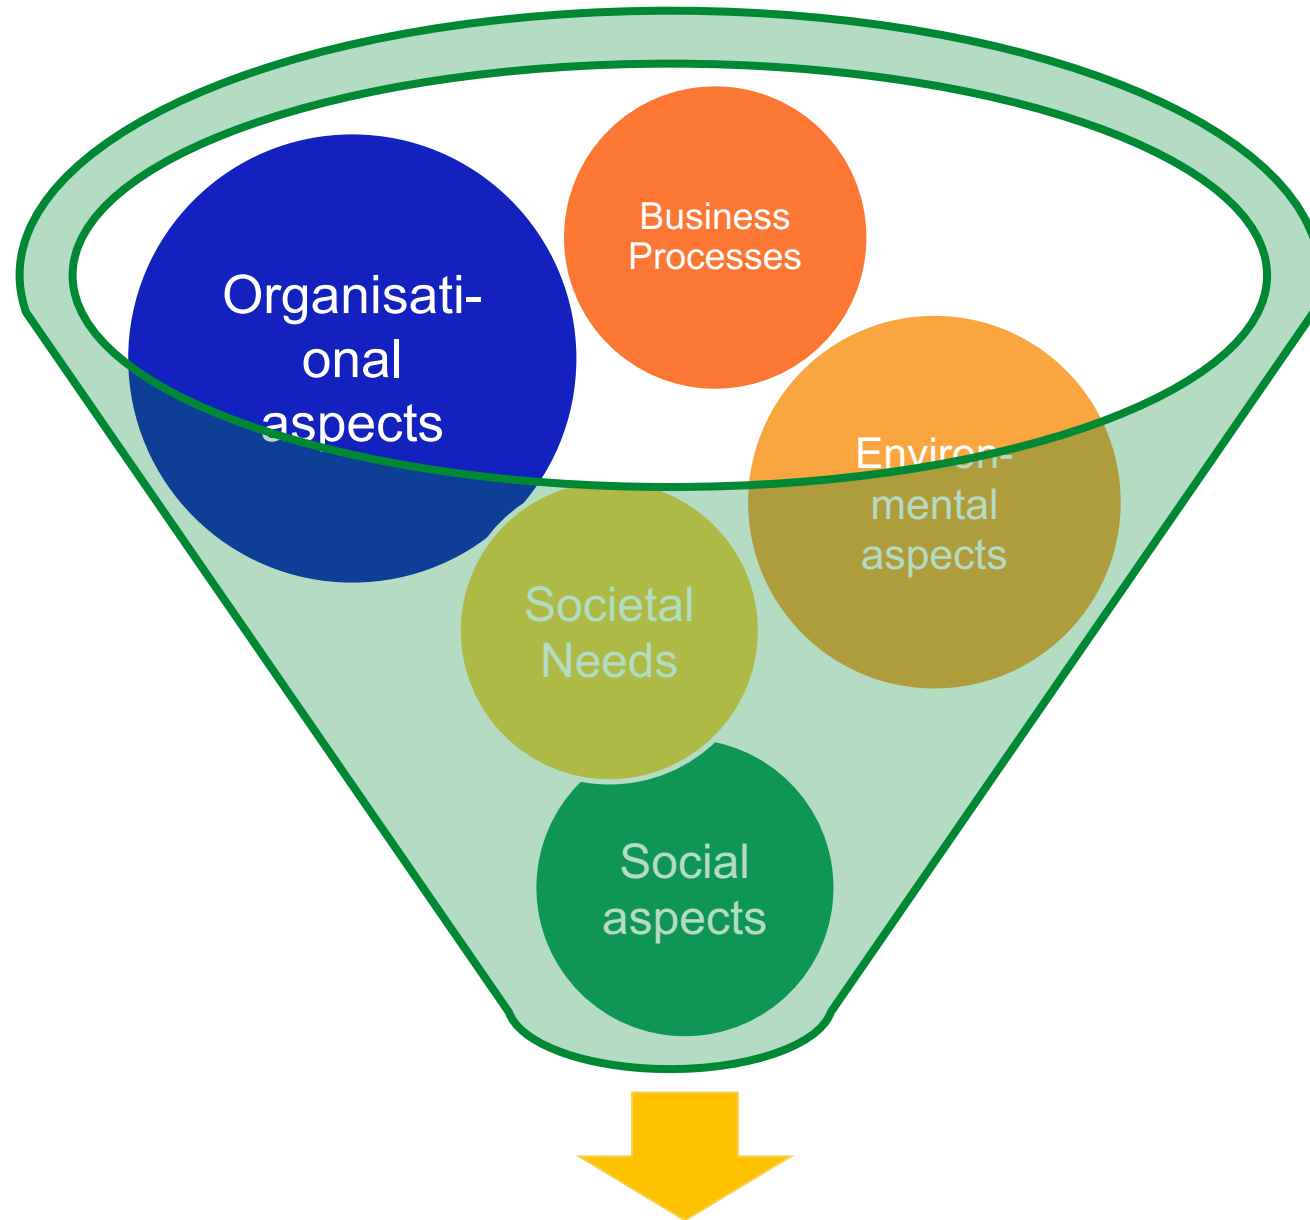 Business
Processes
Organisati-
onal
aspects
Environ-
mental
aspects
Societal
Needs
Social
aspects